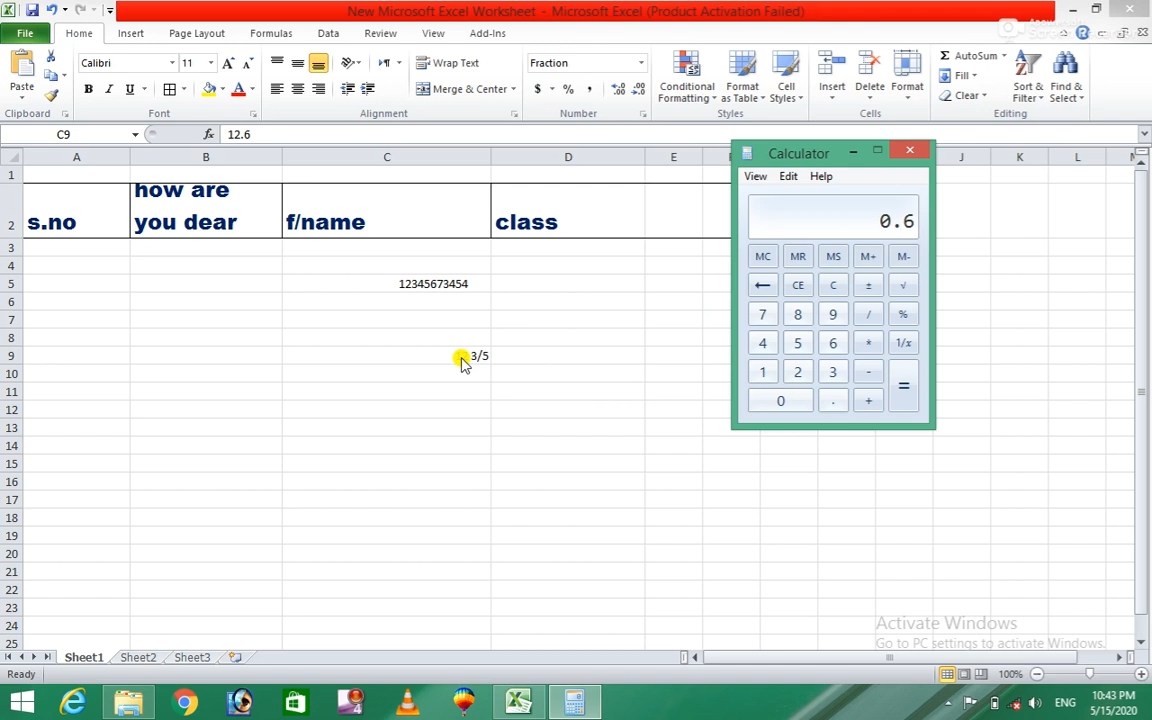 New Microsoft Excel Worksheet - Microsoft Excel (Product Activation Failed)
File Home Insert Page Layout Formulas Data Review View Add-Ins
Calibri 11 Wrap Text Fraction AutoSum
Paste Conditional Format Cell Insert Delete Format Fill Sort & Find &
B I U Merge & Center $ % , Formatting as Table Styles Clear Filter Select
Clipboard Font Alignment Number Styles Cells Editing
C9 fx 12.6
A B C D E J K L M
1
2 s.no how are you dear f/name class
3
4
5 12345673454
6
7
8
9 3/5
10
11
12
13
14
15
16
17
18
19
20
21
22
23
24
25
Calculator
View Edit Help
0.6
MC MR MS M+ M-
← CE C ± √
7 8 9 / %
4 5 6 * 1/x
1 2 3 - =
0 . +
Activate Windows
Go to PC settings to activate Windows.
Sheet1 Sheet2 Sheet3
Ready 100%
ENG 10:43 PM
5/15/2020